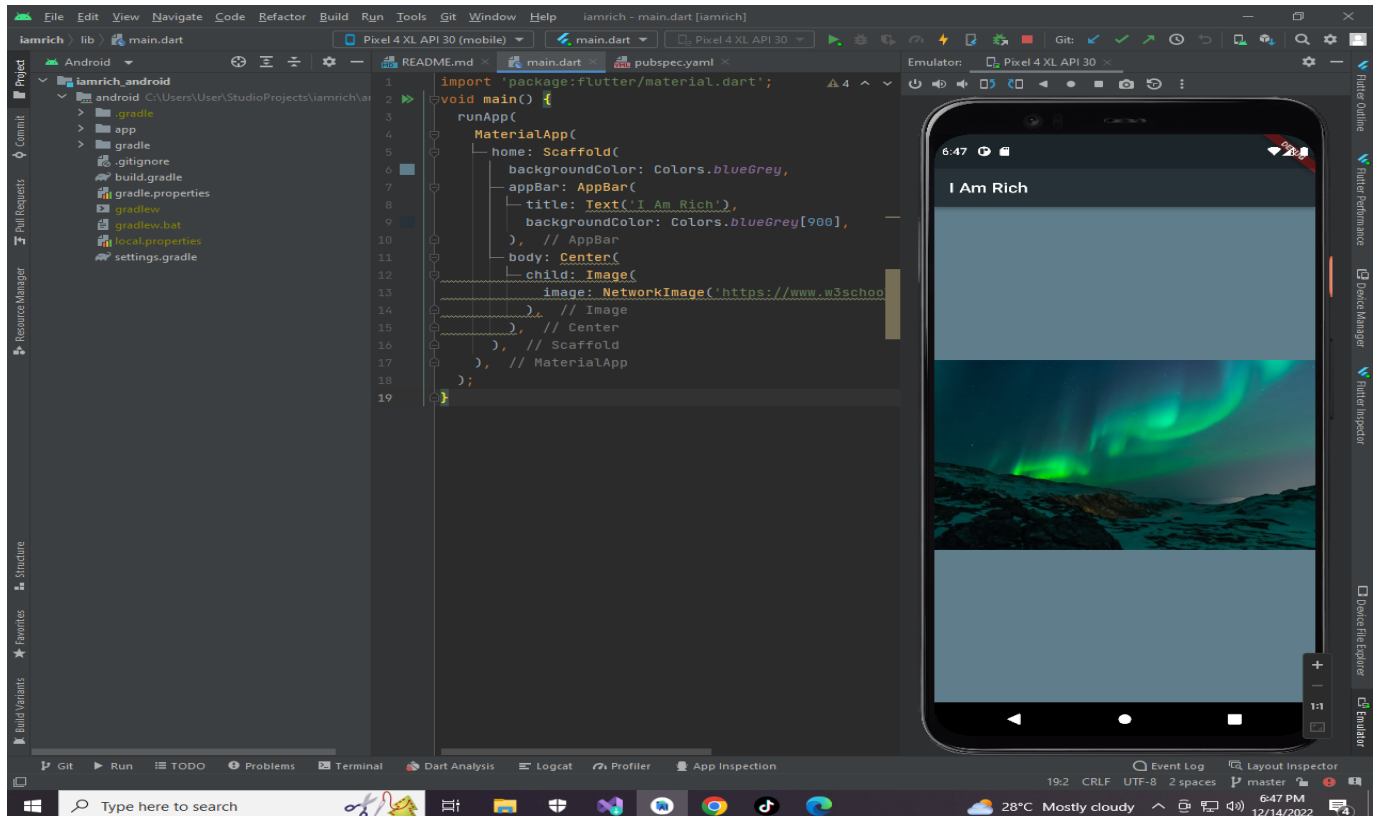 File Edit View Navigate Code Refactor Build Run Tools Git Window Help iamrich - main.dart [iamrich]
iamrich lib main.dart Pixel 4 XL API 30 (mobile) main.dart Pixel 4 XL API 30 Git:
Android README.md main.dart pubspec.yaml Emulator: Pixel 4 XL API 30
Project
Commit
Pull Requests
Resource Manager
Structure
Favorites
Build Variants
iamrich_android
android C:\Users\User\StudioProjects\iamrich\a
.gradle
app
gradle
.gitignore
build.gradle
gradle.properties
gradlew
gradlew.bat
local.properties
settings.gradle
4
1 import 'package:flutter/material.dart';
2 void main() {
3 runApp(
4 MaterialApp(
5 home: Scaffold(
6 backgroundColor: Colors.blueGrey,
7 appBar: AppBar(
8 title: Text('I Am Rich'),
9 backgroundColor: Colors.blueGrey[900],
10 ), // AppBar
11 body: Center(
12 child: Image(
13 image: NetworkImage('https://www.w3schoo
14 ), // Image
15 ), // Center
16 ), // Scaffold
17 ), // MaterialApp
18 );
19 }
6:47
DEBUG
I Am Rich
+
1:1
Flutter Outline
Flutter Performance
Device Manager
Flutter Inspector
Device File Explorer
Emulator
Git Run TODO Problems Terminal Dart Analysis Logcat Profiler App Inspection Event Log Layout Inspector
19:2 CRLF UTF-8 2 spaces master
Type here to search 28°C Mostly cloudy 6:47 PM
12/14/2022 4